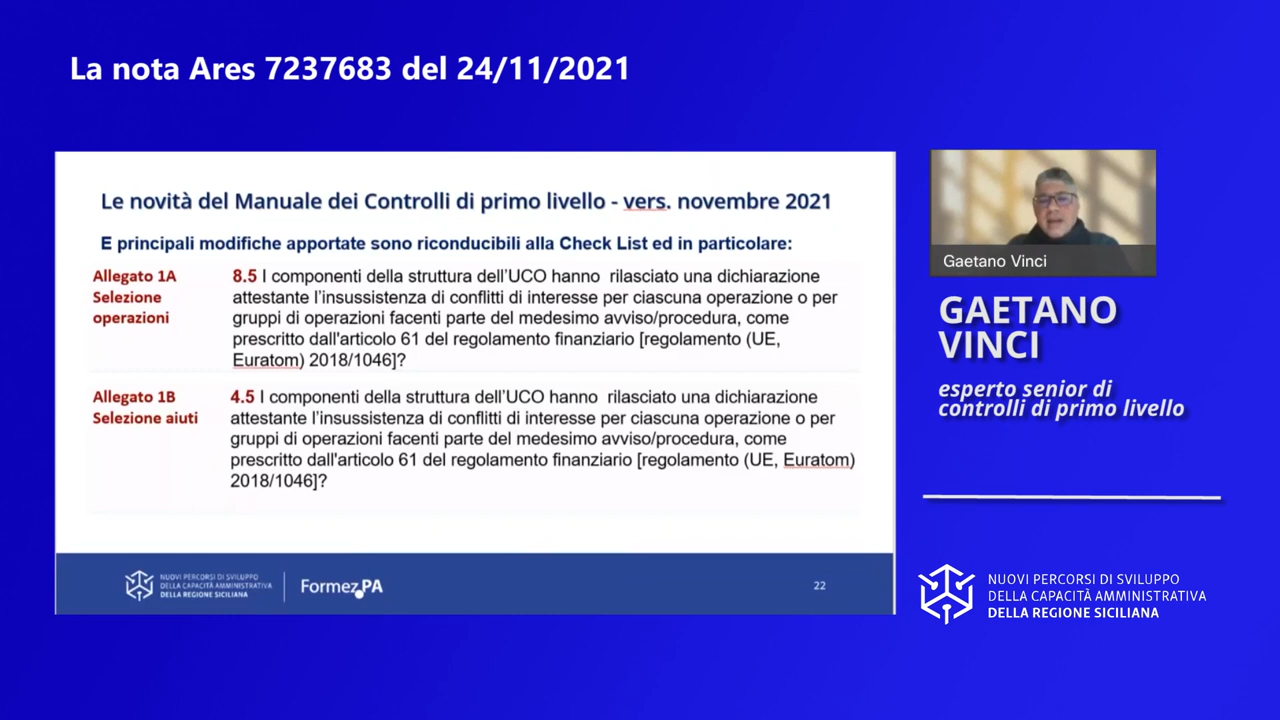 La nota Ares 7237683 del 24/11/2021
Le novità del Manuale dei Controlli di primo livello - vers. novembre 2021
E principali modifiche apportate sono riconducibili alla Check List ed in particolare:
Allegato 1A
Selezione
operazioni
8.5 I componenti della struttura dell'UCO hanno rilasciato una dichiarazione
attestante l'insussistenza di conflitti di interesse per ciascuna operazione o per
gruppi di operazioni facenti parte del medesimo avviso/procedura, come
prescritto dall'articolo 61 del regolamento finanziario [regolamento (UE,
Euratom) 2018/1046]?
Allegato 1B
Selezione aiuti
4.5 I componenti della struttura dell'UCO hanno rilasciato una dichiarazione
attestante l'insussistenza di conflitti di interesse per ciascuna operazione o per
gruppi di operazioni facenti parte del medesimo avviso/procedura, come
prescritto dall'articolo 61 del regolamento finanziario [regolamento (UE, Euratom)
2018/1046]?
NUOVI PERCORSI DI SVILUPPO
DELLA CAPACITÀ AMMINISTRATIVA
DELLA REGIONE SICILIANA
Formez PA
22
Gaetano Vinci
GAETANO
VINCI
esperto senior di
controlli di primo livello
NUOVI PERCORSI DI SVILUPPO
DELLA CAPACITÀ AMMINISTRATIVA
DELLA REGIONE SICILIANA